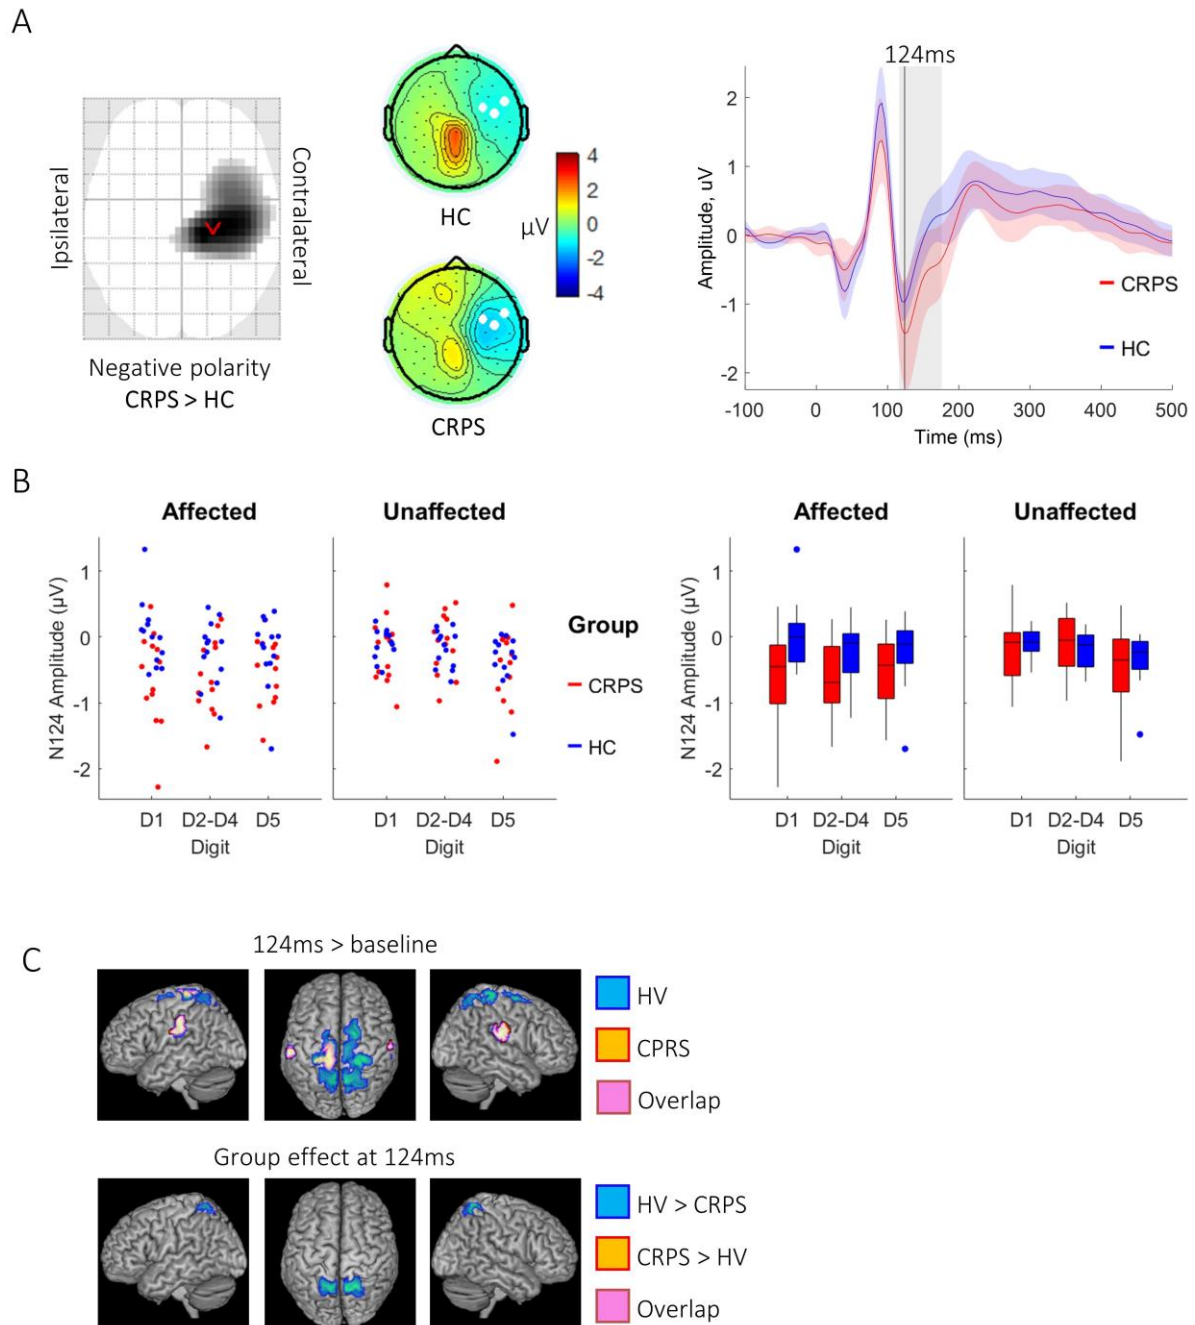 A
Ipsilateral
Contralateral
Negative polarity
CRPS > HC
HC
CRPS
4
2
0
-2
-4
µV
124ms
2
1
0
-1
-2
Amplitude, uV
-100
0
100
200
300
400
500
Time (ms)
CRPS
HC
B
Affected
Unaffected
N124 Amplitude (µV)
1
0
-1
-2
D1 D2-D4 D5
Digit
D1 D2-D4 D5
Digit
Group
CRPS
HC
Affected
Unaffected
N124 Amplitude (µV)
1
0
-1
-2
D1 D2-D4 D5
Digit
D1 D2-D4 D5
Digit
C
124ms > baseline
HV
CPRS
Overlap
Group effect at 124ms
HV > CRPS
CRPS > HV
Overlap